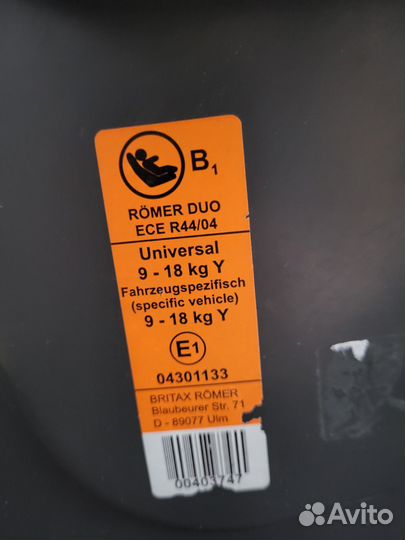 B1
RÖMER DUO
ECE R44/04
Universal
9 - 18 kg Y
Fahrzeugspezifisch
(specific vehicle)
9 - 18 kg Y
E1
04301133
BRITAX RÖMER
Blaubeurer Str. 71
D - 89077 Ulm
00403747
Avito